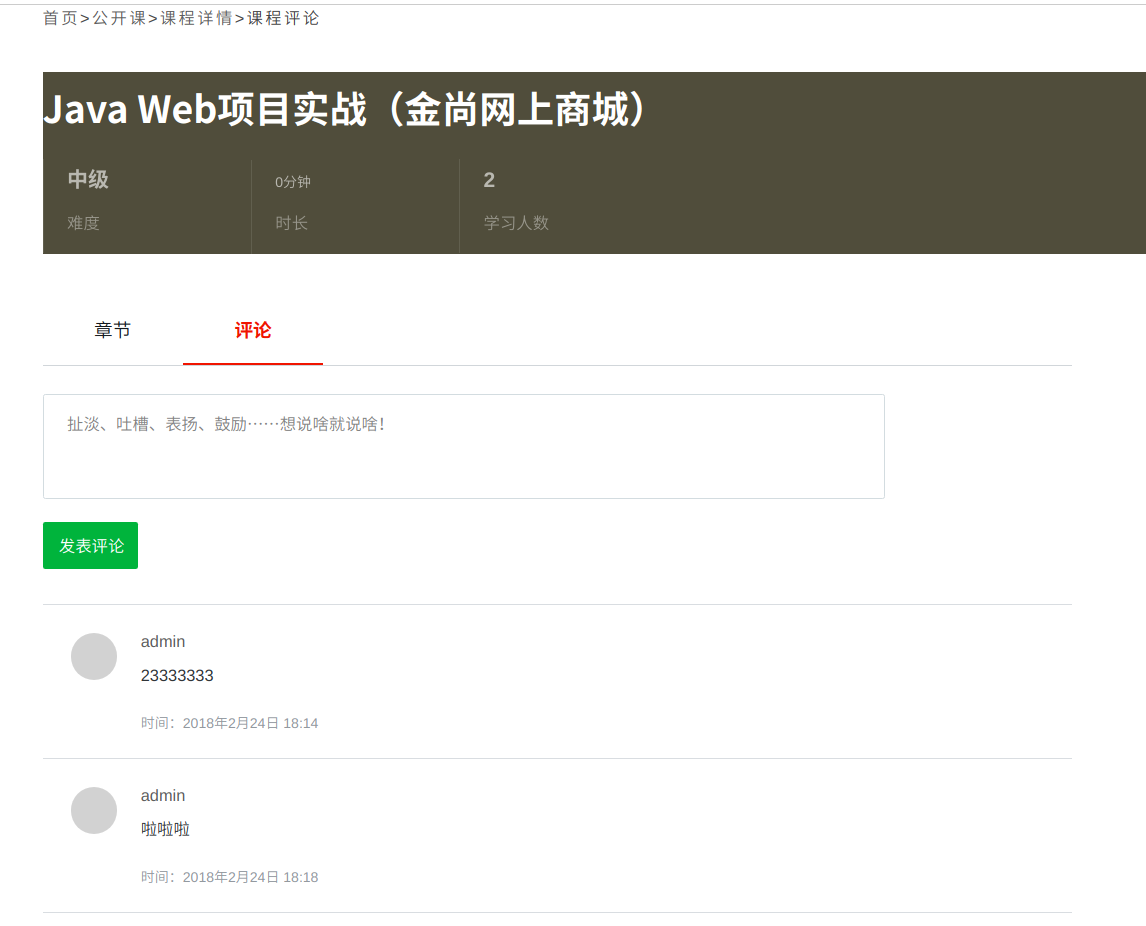 首页>公开课>课程详情>课程评论
Java Web项目实战（金尚网上商城）
中级 0分钟 2
难度 时长 学习人数
章节 评论
扯淡、吐槽、表扬、鼓励……想说啥就说啥！
发表评论
admin
23333333
时间：2018年2月24日 18:14
admin
啦啦啦
时间：2018年2月24日 18:18